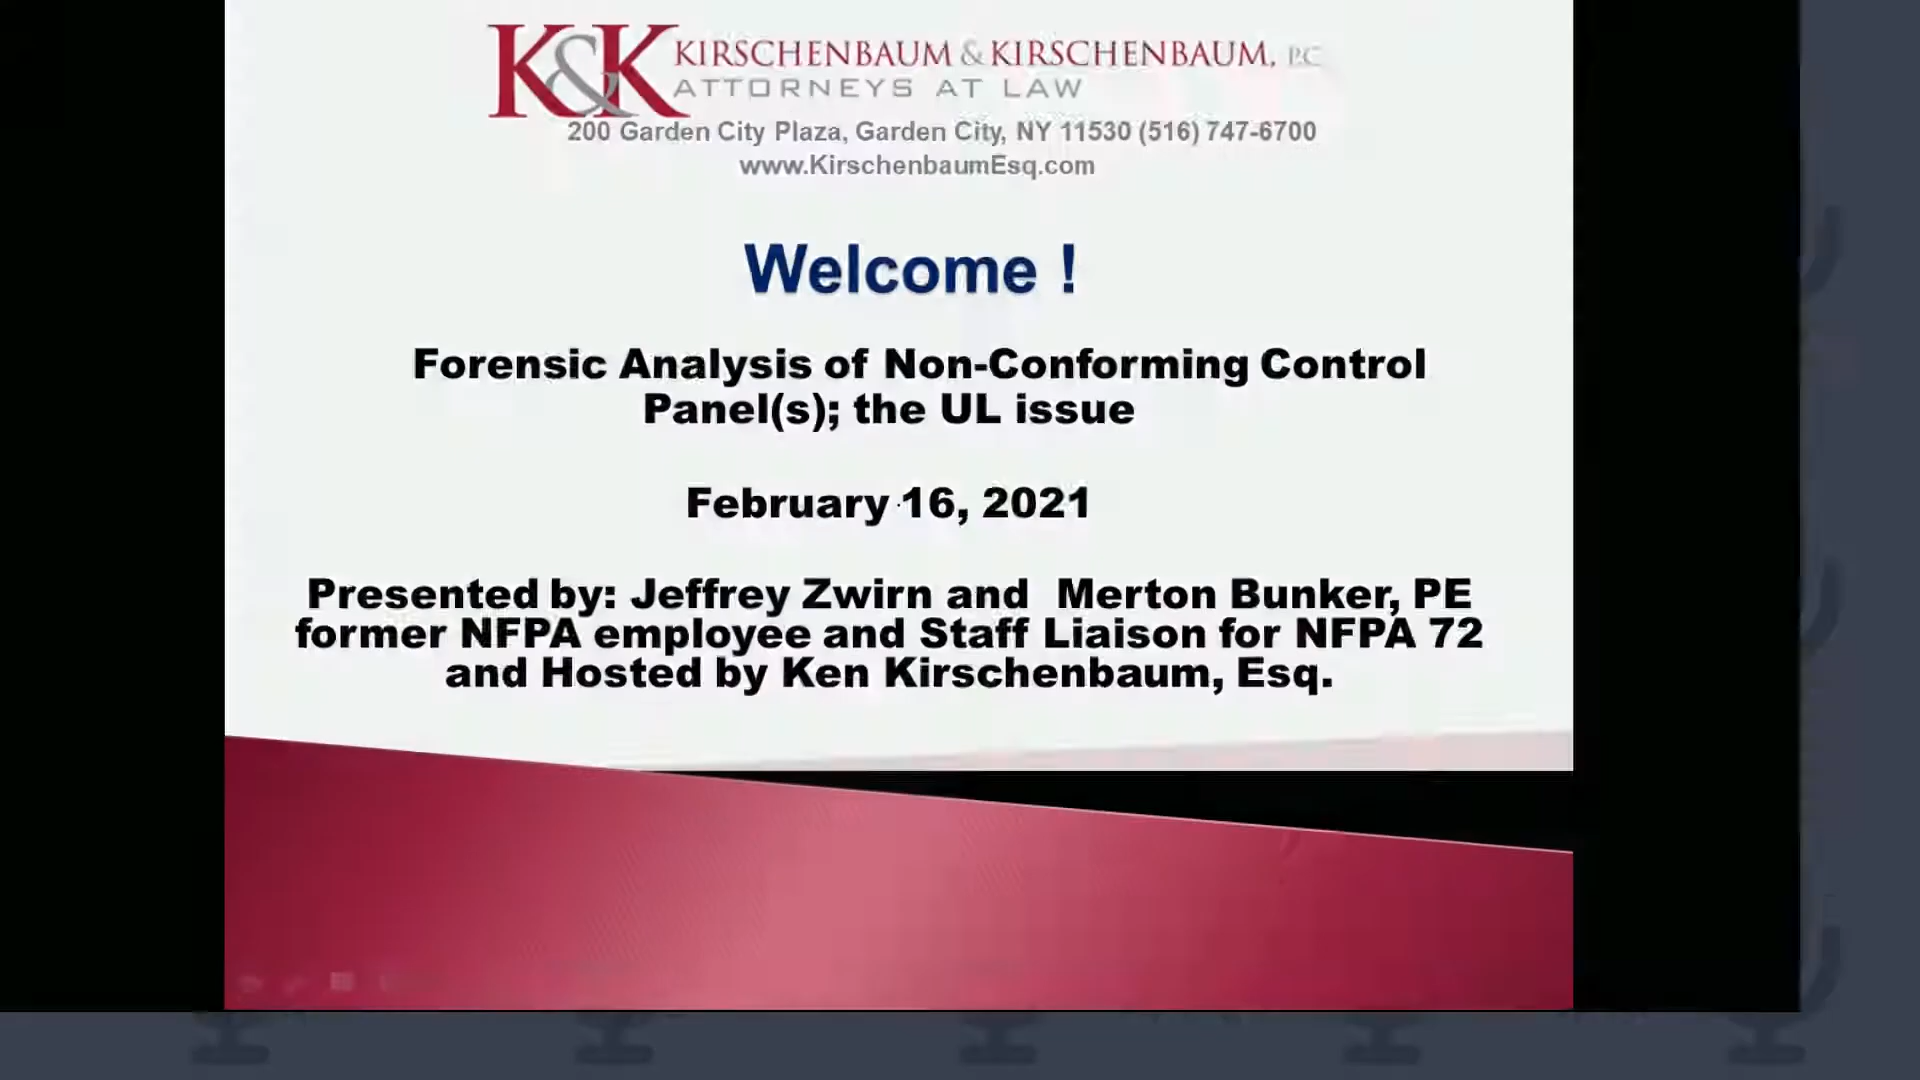 K&K KIRSCHENBAUM & KIRSCHENBAUM, P.C.
ATTORNEYS AT LAW
200 Garden City Plaza, Garden City, NY 11530 (516) 747-6700
www.KirschenbaumEsq.com
Welcome !
Forensic Analysis of Non-Conforming Control
Panel(s); the UL issue
February 16, 2021
Presented by: Jeffrey Zwirn and Merton Bunker, PE
former NFPA employee and Staff Liaison for NFPA 72
and Hosted by Ken Kirschenbaum, Esq.